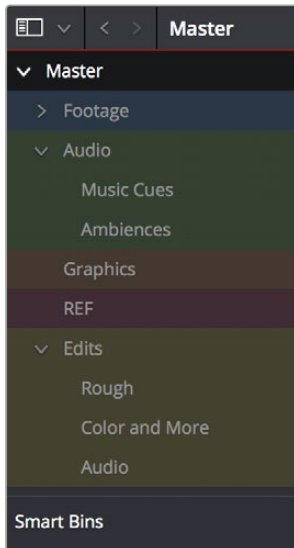 Master
Master
Footage
Audio
Music Cues
Ambiences
Graphics
REF
Edits
Rough
Color and More
Audio
Smart Bins